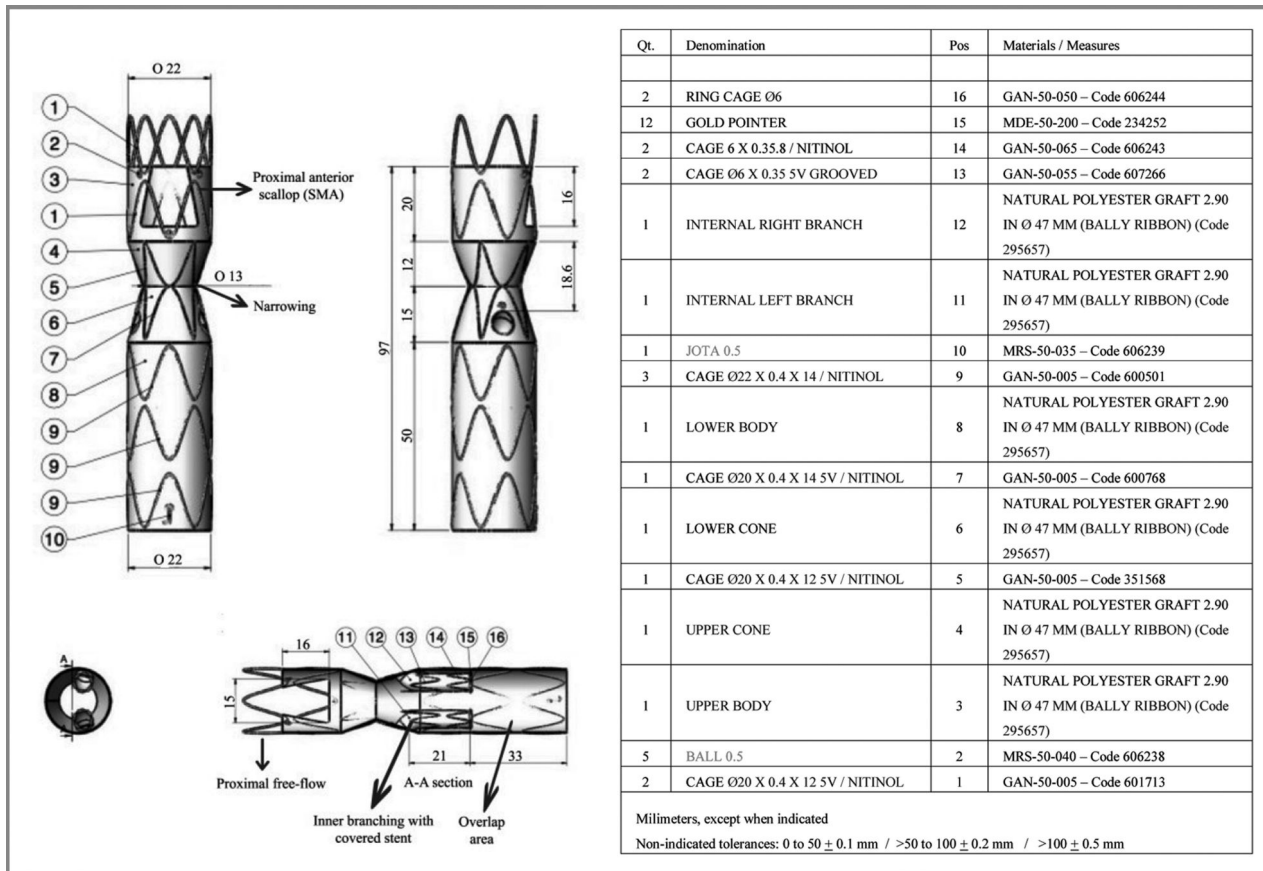 O 22
1
2
3
1
4
5
6
7
8
9
9
9
10
Proximal anterior
scallop (SMA)
O 13
Narrowing
O 22
97
20
12
15
50
16
18.6
A
16
15
11
12
13
14
15
16
21
33
Proximal free-flow
A-A section
Inner branching with
covered stent
Overlap
area
Qt. Denomination Pos Materials / Measures
2 RING CAGE Ø6 16 GAN-50-050 – Code 606244
12 GOLD POINTER 15 MDE-50-200 – Code 234252
2 CAGE 6 X 0.35.8 / NITINOL 14 GAN-50-065 – Code 606243
2 CAGE Ø6 X 0.35 5V GROOVED 13 GAN-50-055 – Code 607266
NATURAL POLYESTER GRAFT 2.90
1 INTERNAL RIGHT BRANCH 12 IN Ø 47 MM (BALLY RIBBON) (Code
295657)
NATURAL POLYESTER GRAFT 2.90
1 INTERNAL LEFT BRANCH 11 IN Ø 47 MM (BALLY RIBBON) (Code
295657)
1 JOTA 0.5 10 MRS-50-035 – Code 606239
3 CAGE Ø22 X 0.4 X 14 / NITINOL 9 GAN-50-005 – Code 600501
NATURAL POLYESTER GRAFT 2.90
1 LOWER BODY 8 IN Ø 47 MM (BALLY RIBBON) (Code
295657)
1 CAGE Ø20 X 0.4 X 14 5V / NITINOL 7 GAN-50-005 – Code 600768
NATURAL POLYESTER GRAFT 2.90
1 LOWER CONE 6 IN Ø 47 MM (BALLY RIBBON) (Code
295657)
1 CAGE Ø20 X 0.4 X 12 5V / NITINOL 5 GAN-50-005 – Code 351568
NATURAL POLYESTER GRAFT 2.90
1 UPPER CONE 4 IN Ø 47 MM (BALLY RIBBON) (Code
295657)
NATURAL POLYESTER GRAFT 2.90
1 UPPER BODY 3 IN Ø 47 MM (BALLY RIBBON) (Code
295657)
5 BALL 0.5 2 MRS-50-040 – Code 606238
2 CAGE Ø20 X 0.4 X 12 5V / NITINOL 1 GAN-50-005 – Code 601713
Milimeters, except when indicated
Non-indicated tolerances: 0 to 50 ± 0.1 mm / >50 to 100 ± 0.2 mm / >100 ± 0.5 mm